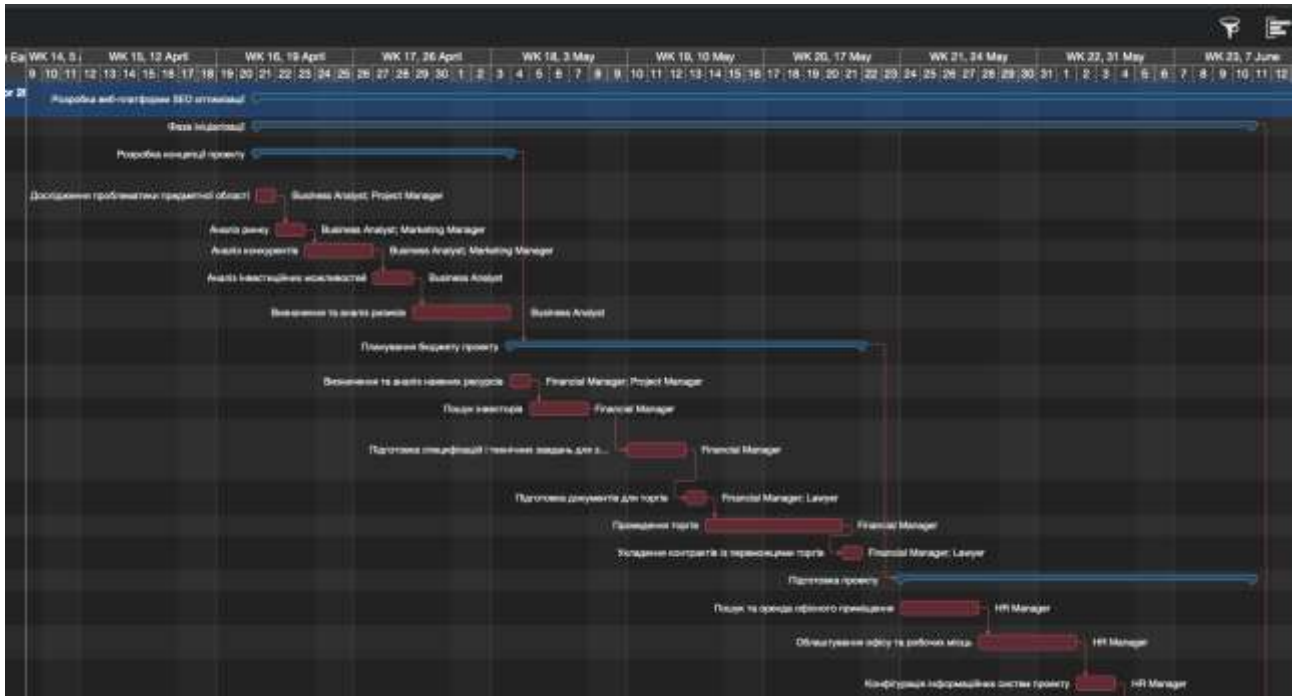 WK 14, 5 WK 15, 12 April WK 16, 19 April WK 17, 26 April WK 18, 3 May WK 19, 10 May WK 20, 17 May WK 21, 24 May WK 22, 31 May WK 23, 7 June
9 10 11 12 13 14 15 16 17 18 19 20 21 22 23 24 25 26 27 28 29 30 1 2 3 4 5 6 7 8 9 10 11 12 13 14 15 16 17 18 19 20 21 22 23 24 25 26 27 28 29 30 31 1 2 3 4 5 6 7 8 9 10 11 12
Розробка веб-платформи SEO оптимізації
Фаза ініціалізації
Розробка концепції проекту
Дослідження проблематики предметної області Business Analyst; Project Manager
Аналіз ринку Business Analyst; Marketing Manager
Аналіз конкурентів Business Analyst; Marketing Manager
Аналіз інвестиційних можливостей Business Analyst
Визначення та аналіз ризиків Business Analyst
Планування бюджету проекту
Визначення та аналіз наявних ресурсів Financial Manager; Project Manager
Пошук інвесторів Financial Manager
Підготовка специфікацій і технічних завдань для з... Financial Manager
Підготовка документів для торгів Financial Manager; Lawyer
Проведення торгів Financial Manager
Укладення контрактів із переможцями торгів Financial Manager; Lawyer
Підготовка проекту
Пошук та оренда офісного приміщення HR Manager
Облаштування офісу та робочих місць HR Manager
Конфігурація інформаційних систем проекту HR Manager